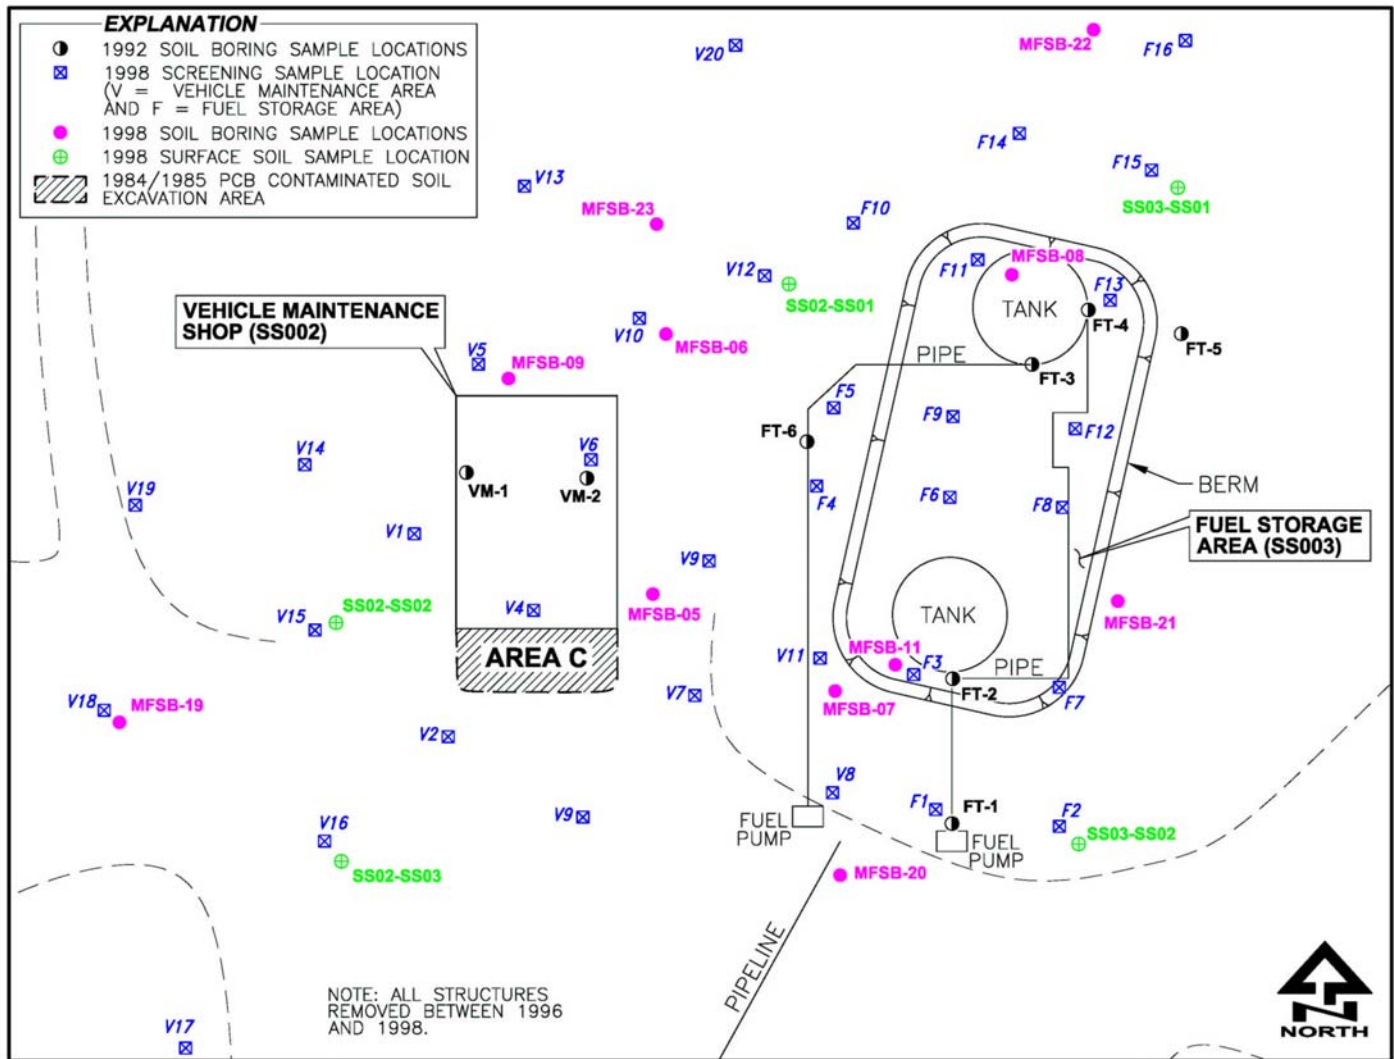 EXPLANATION
1992 SOIL BORING SAMPLE LOCATIONS
1998 SCREENING SAMPLE LOCATION
(V = VEHICLE MAINTENANCE AREA
AND F = FUEL STORAGE AREA)
1998 SOIL BORING SAMPLE LOCATIONS
1998 SURFACE SOIL SAMPLE LOCATION
1984/1985 PCB CONTAMINATED SOIL
EXCAVATION AREA
V20
MFSB-22
F16
F14
F15
SS03-SS01
V13
MFSB-23
F10
V12
SS02-SS01
F11
MFSB-08
F13
TANK
FT-4
FT-5
VEHICLE MAINTENANCE
SHOP (SS002)
V10
MFSB-06
V5
MFSB-09
PIPE
FT-3
F5
F9
FT-6
F12
V14
V6
VM-1
VM-2
V19
F4
F6
F8
BERM
V1
FUEL STORAGE
AREA (SS003)
V9
SS02-SS02
V15
V4
MFSB-05
TANK
MFSB-21
AREA C
V11
MFSB-11
F3
PIPE
FT-2
F7
V18
MFSB-19
V7
MFSB-07
V2
V8
V9
F1
FT-1
F2
SS03-SS02
FUEL
PUMP
FUEL
PUMP
V16
SS02-SS03
MFSB-20
PIPELINE
NOTE: ALL STRUCTURES
REMOVED BETWEEN 1996
AND 1998.
V17
N
NORTH